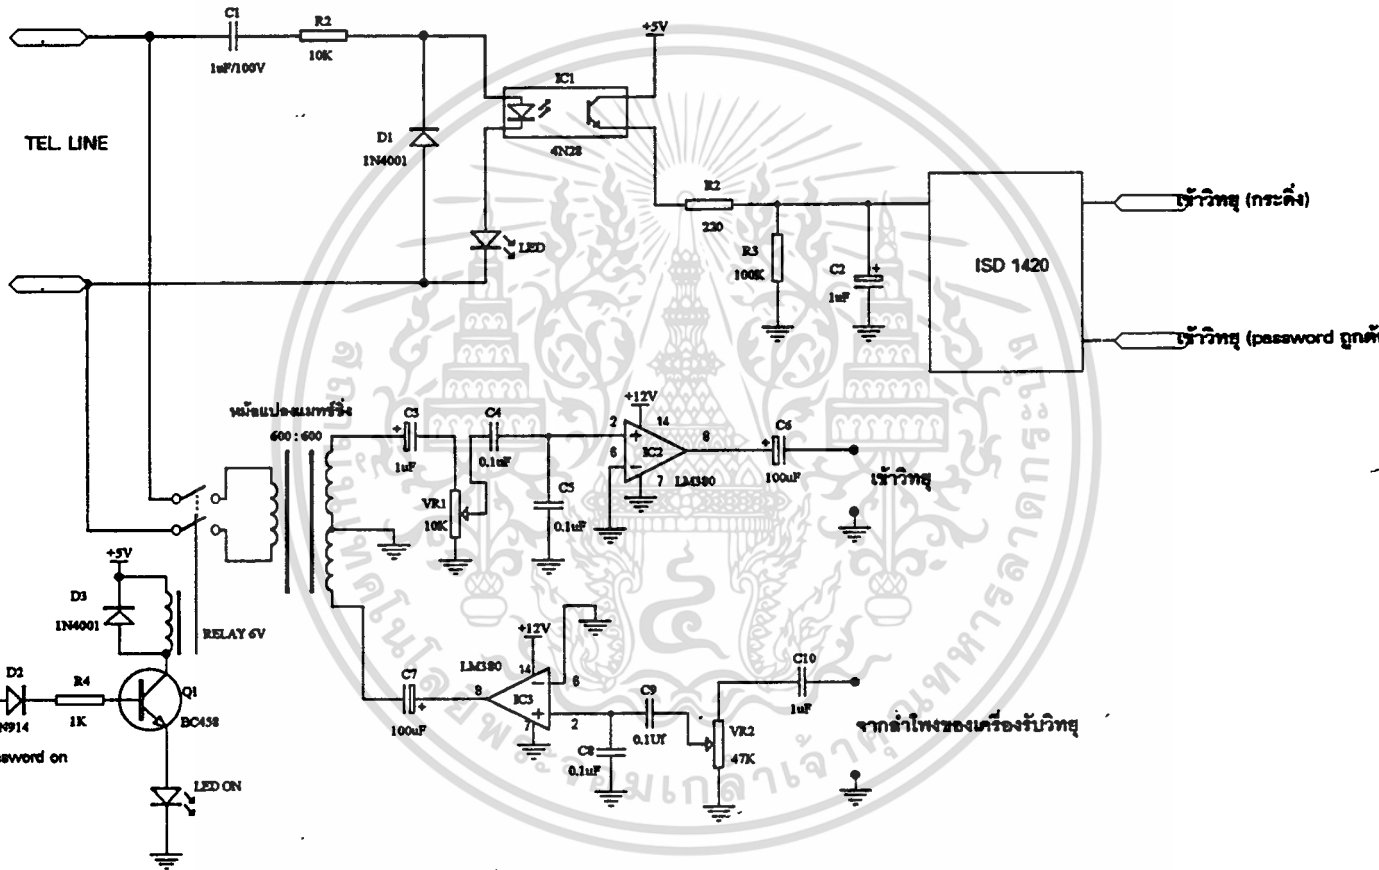 C1
1uF/100V
R2
10K
TEL. LINE
D1
1N4001
IC1
4N28
+5V
LED
R2
220
R3
100K
C2
1uF
ISD 1420
เข้าวิทยุ (กระดิ่ง)
เข้าวิทยุ (password ถูกต้
หม้อแปลงแมทซ์ชิ่ง
600 : 600
C3
1uF
VR1
10K
C4
0.1uF
C5
0.1uF
+12V
2
14
6
7
8
IC2
LM380
C6
100uF
เข้าวิทยุ
+5V
D3
1N4001
RELAY 6V
D2
N914
R4
1K
Q1
BC458
ssword on
LED ON
C7
100uF
LM380
+12V
14
8
IC3
7
6
2
C8
0.1uF
C9
0.1Uf
VR2
47K
C10
1uF
จากลำโพงของเครื่องรับวิทยุ